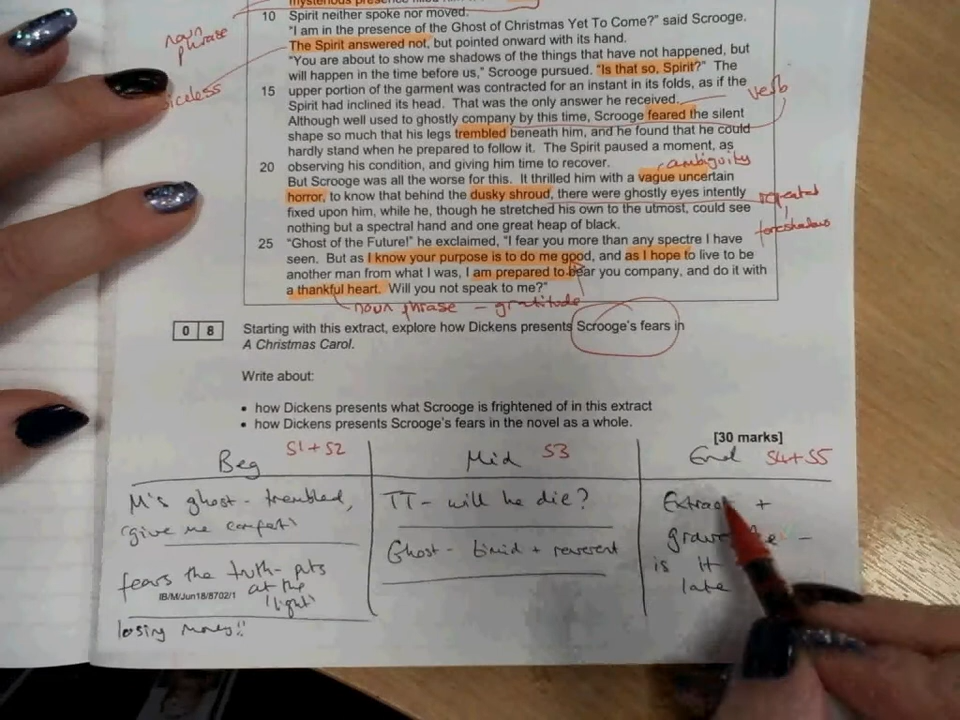 mysterious presence filled him
10 Spirit neither spoke nor moved.
"I am in the presence of the Ghost of Christmas Yet To Come?" said Scrooge.
noun
phrase
The Spirit answered not, but pointed onward with its hand.
"You are about to show me shadows of the things that have not happened, but
will happen in the time before us," Scrooge pursued. "Is that so, Spirit?" The
verb
15 upper portion of the garment was contracted for an instant in its folds, as if the
Spirit had inclined its head. That was the only answer he received.
Although well used to ghostly company by this time, Scrooge feared the silent
shape so much that his legs trembled beneath him, and he found that he could
hardly stand when he prepared to follow it. The Spirit paused a moment, as
20 observing his condition, and giving him time to recover.
ambiguity
But Scrooge was all the worse for this. It thrilled him with a vague uncertain
horror, to know that behind the dusky shroud, there were ghostly eyes intently
repeated
fixed upon him, while he, though he stretched his own to the utmost, could see
nothing but a spectral hand and one great heap of black.
foreshadows
25 "Ghost of the Future!" he exclaimed, "I fear you more than any spectre I have
seen. But as I know your purpose is to do me good, and as I hope to live to be
another man from what I was, I am prepared to bear you company, and do it with
a thankful heart. Will you not speak to me?"
noun phrase - gratitude
0 8 Starting with this extract, explore how Dickens presents Scrooge's fears in
A Christmas Carol.
Write about:
• how Dickens presents what Scrooge is frightened of in this extract
• how Dickens presents Scrooge's fears in the novel as a whole.
[30 marks]
Beg S1+S2
M's ghost - trembled,
'give me comfort'
fears the truth - puts
at the
'light'
IB/M/Jun18/8702/1
losing money!!
Mid S3
TT - will he die?
Ghost - timid + reverent
End S4+S5
Extract +
is it
late